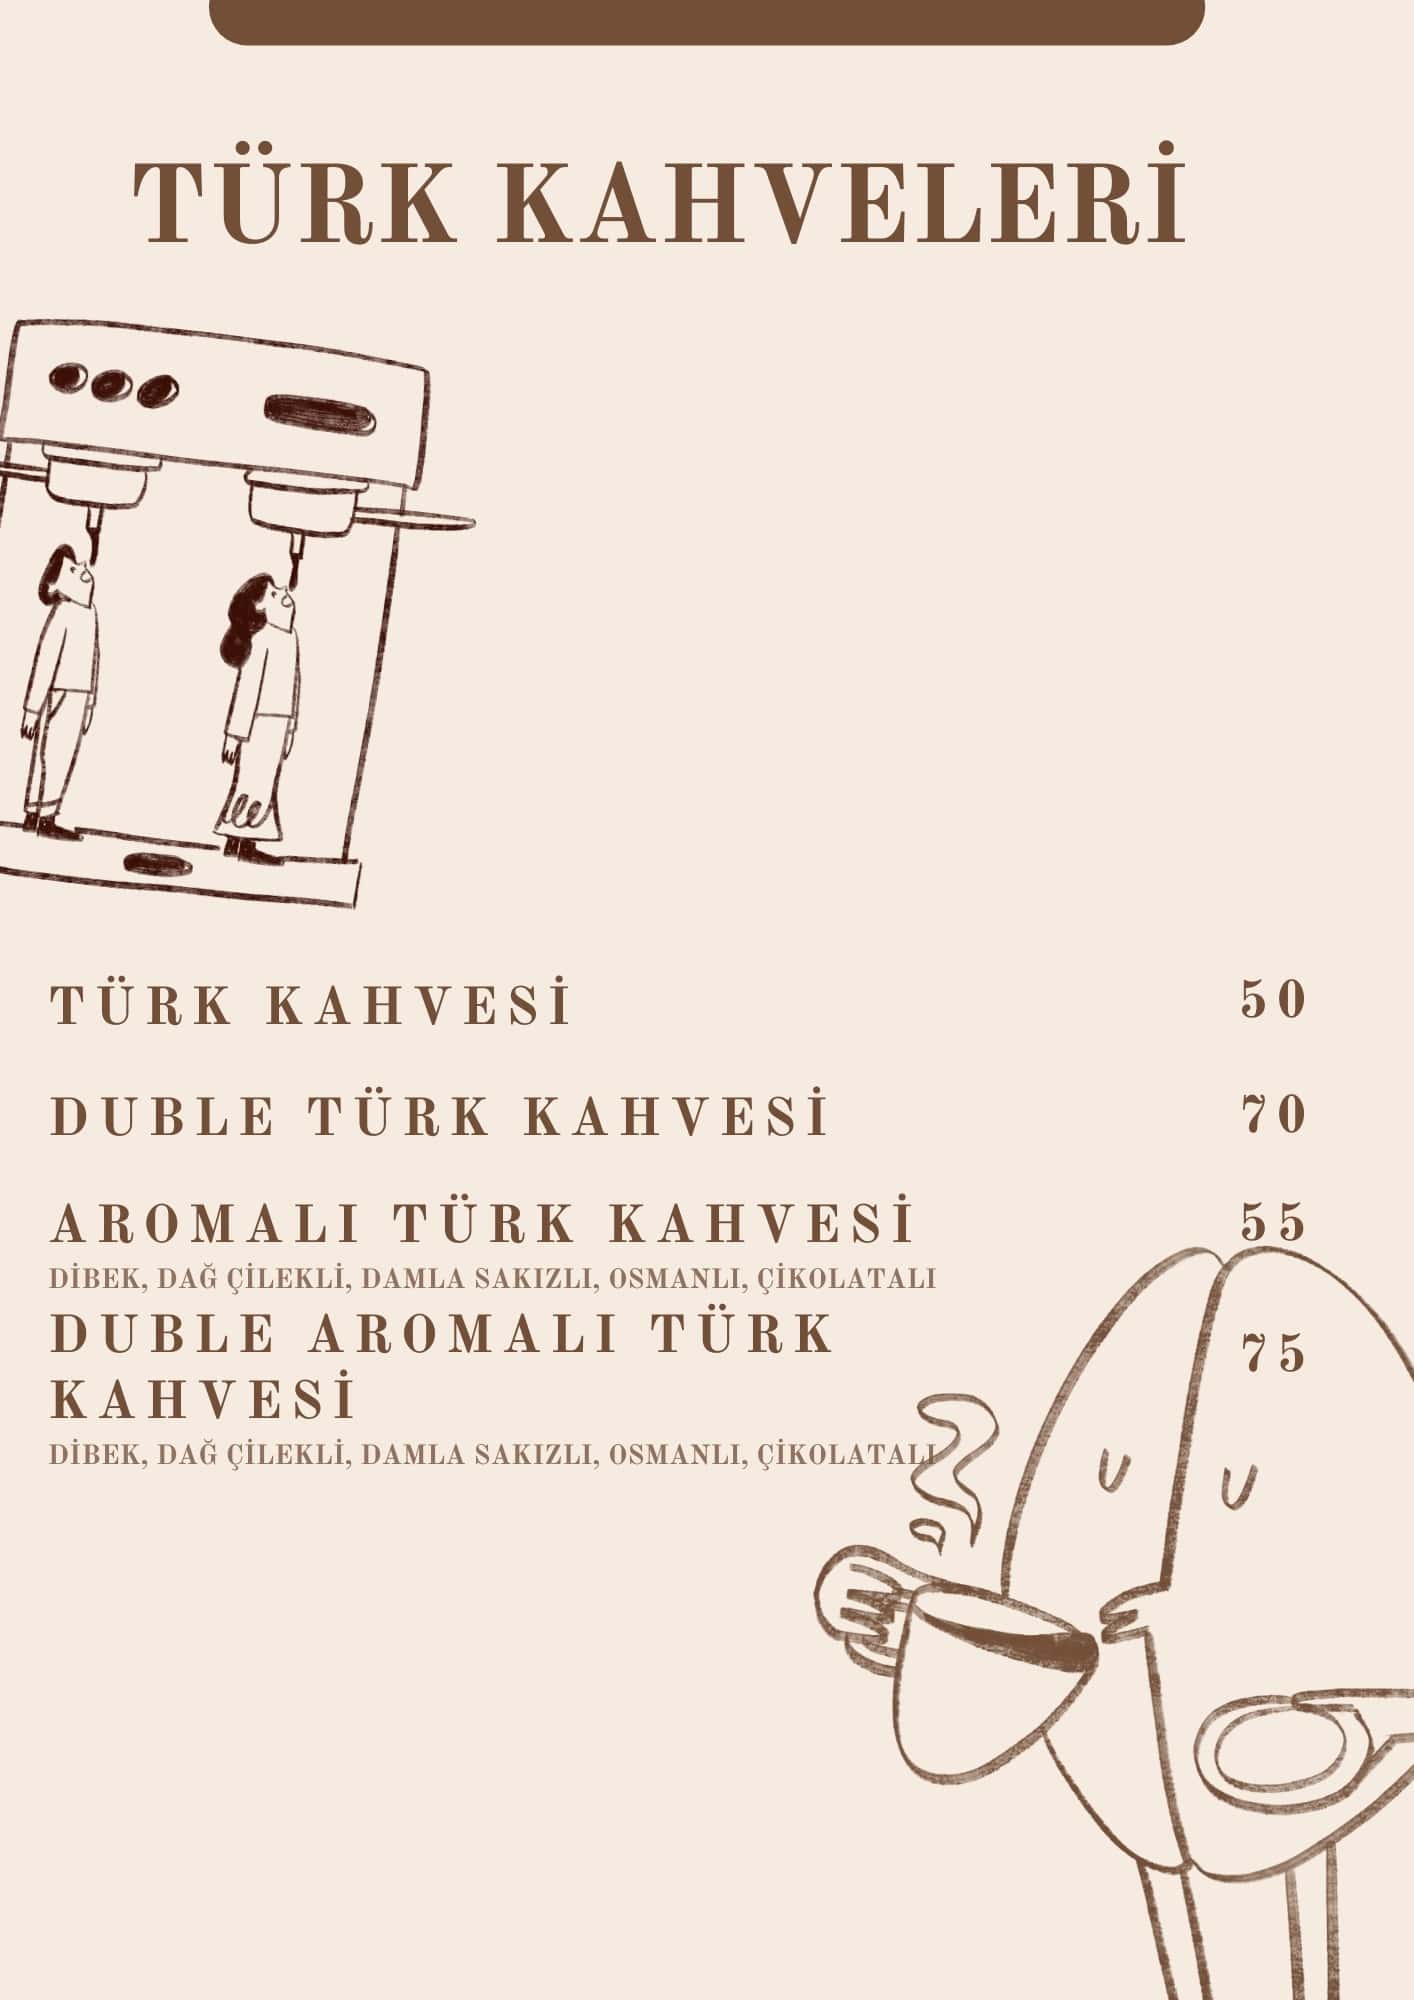 TÜRK KAHVELERİ
TÜRK KAHVESİ 50
DUBLE TÜRK KAHVESİ 70
AROMALI TÜRK KAHVESİ 55
DİBEK, DAĞ ÇİLEKLİ, DAMLA SAKIZLI, OSMANLI, ÇİKOLATALI
DUBLE AROMALI TÜRK 75
KAHVESİ
DİBEK, DAĞ ÇİLEKLİ, DAMLA SAKIZLI, OSMANLI, ÇİKOLATALI